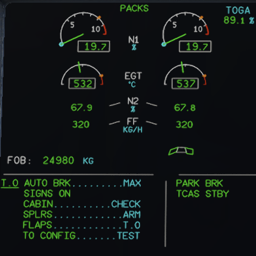 PACKS
TOGA
89.1 %
5 10
5 10
19.7 N1 % 19.7
532 EGT °C 537
67.9 N2 % 67.8
320 FF KG/H 320
FOB: 24980 KG
T.O AUTO BRK.........MAX
SIGNS ON
CABIN..........CHECK
SPLRS............ARM
FLAPS............T.O
TO CONFIG.......TEST
PARK BRK
TCAS STBY